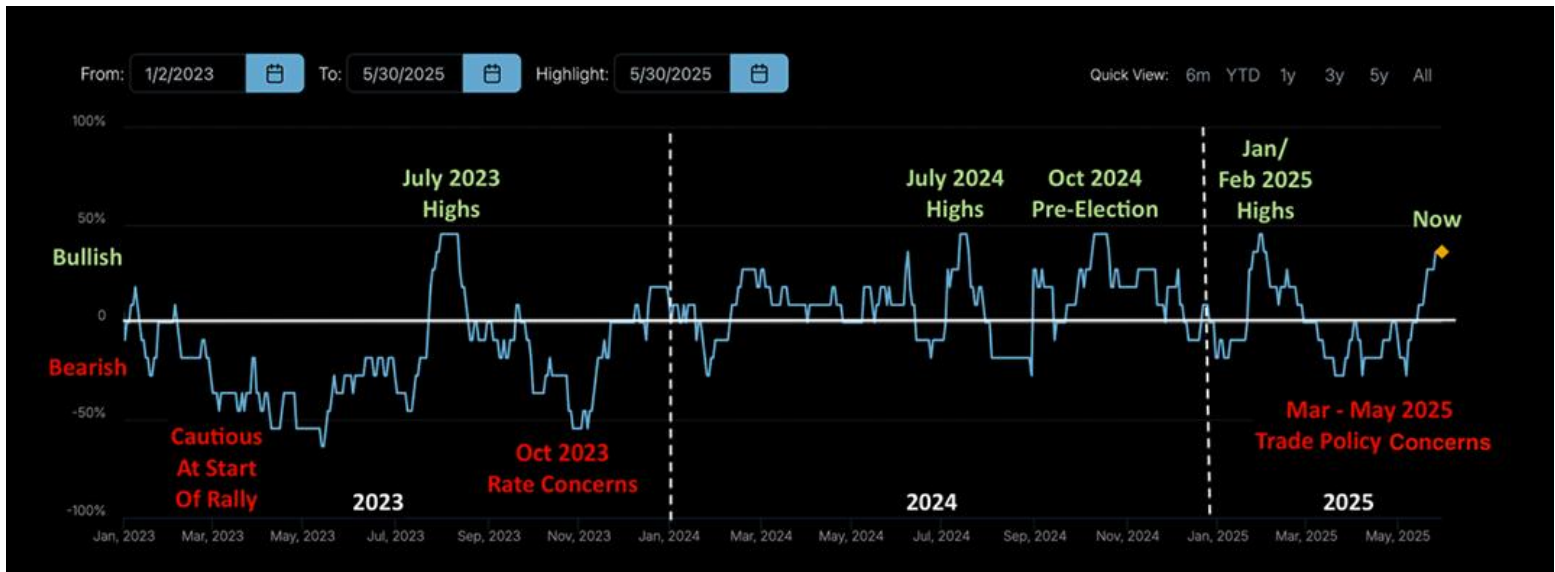 From: 1/2/2023 To: 5/30/2025 Highlight: 5/30/2025 Quick View: 6m YTD 1y 3y 5y All
100%
July 2023
Highs
July 2024
Highs
Oct 2024
Pre-Election
Jan/
Feb 2025
Highs
Now
50%
Bullish
0
Bearish
-50%
Cautious
At Start
Of Rally
Oct 2023
Rate Concerns
Mar - May 2025
Trade Policy Concerns
2023 2024 2025
-100%
Jan, 2023 Mar, 2023 May, 2023 Jul, 2023 Sep, 2023 Nov, 2023 Jan, 2024 Mar, 2024 May, 2024 Jul, 2024 Sep, 2024 Nov, 2024 Jan, 2025 Mar, 2025 May, 2025